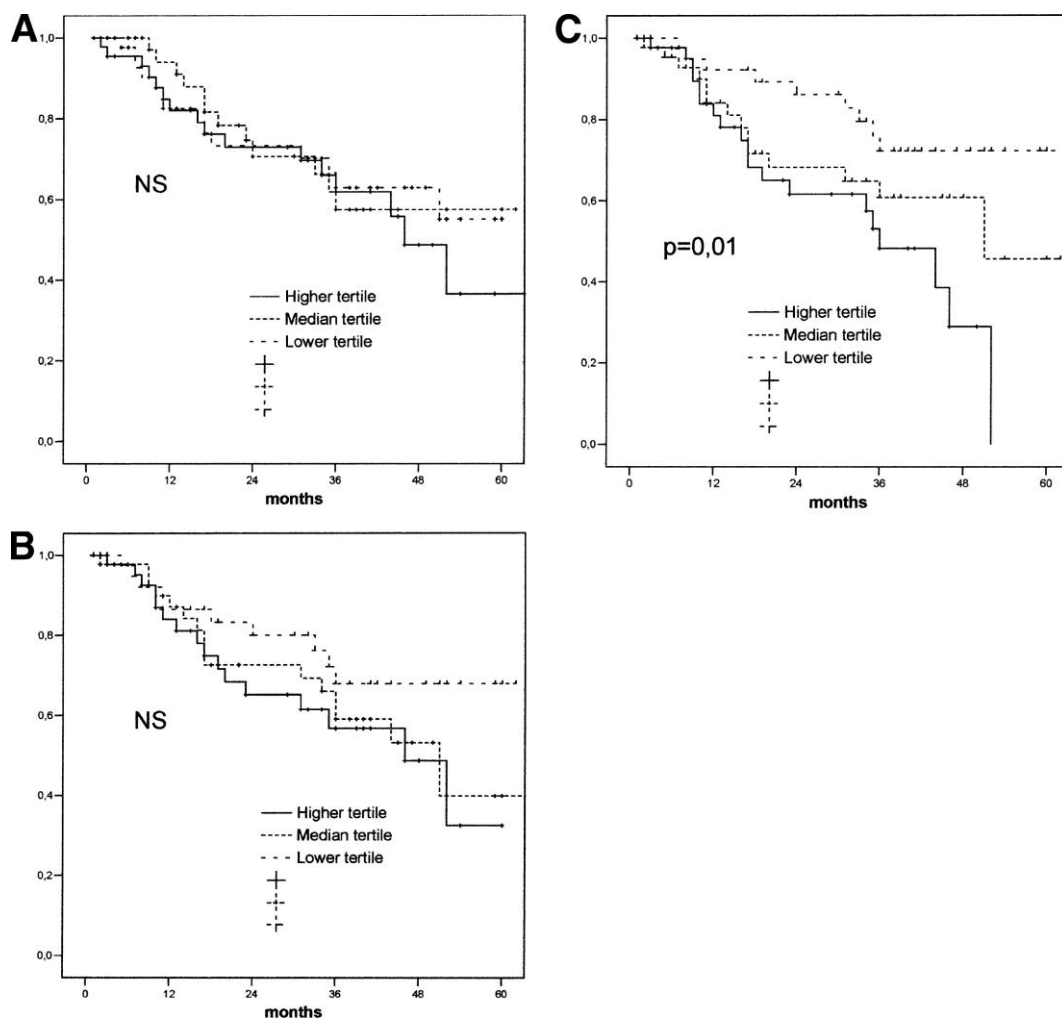 A
1,0
0,8
0,6
0,4
0,2
0,0
NS
Higher tertile
Median tertile
Lower tertile
0 12 24 36 48 60
months
B
1,0
0,8
0,6
0,4
0,2
0,0
NS
Higher tertile
Median tertile
Lower tertile
0 12 24 36 48 60
months
C
1,0
0,8
0,6
0,4
0,2
0,0
p=0,01
Higher tertile
Median tertile
Lower tertile
0 12 24 36 48 60
months